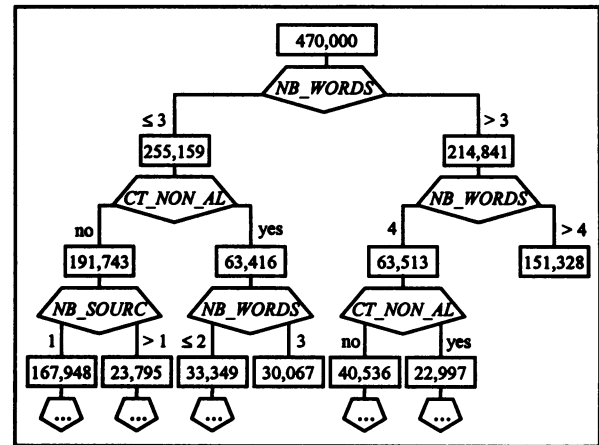 470,000
NB_WORDS
≤ 3 > 3
255,159 214,841
CT_NON_AL NB_WORDS
no yes 4 > 4
191,743 63,416 63,513 151,328
NB_SOURC NB_WORDS CT_NON_AL
1 > 1 ≤ 2 3 no yes
167,948 23,795 33,349 30,067 40,536 22,997
... ... ... ... ...